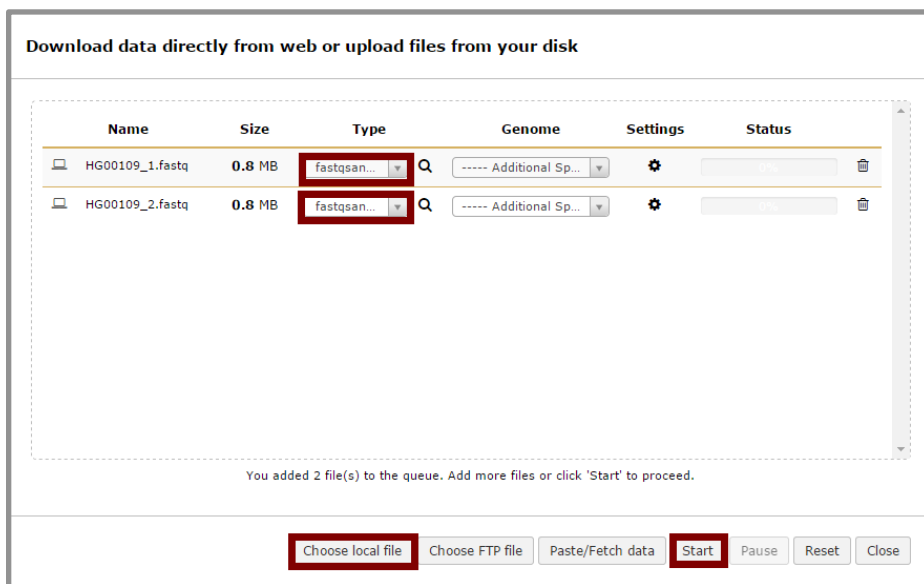 Download data directly from web or upload files from your disk
Name Size Type Genome Settings Status
HG00109_1.fastq 0.8 MB fastqsan... ----- Additional Sp... 0%
HG00109_2.fastq 0.8 MB fastqsan... ----- Additional Sp... 0%
You added 2 file(s) to the queue. Add more files or click 'Start' to proceed.
Choose local file Choose FTP file Paste/Fetch data Start Pause Reset Close